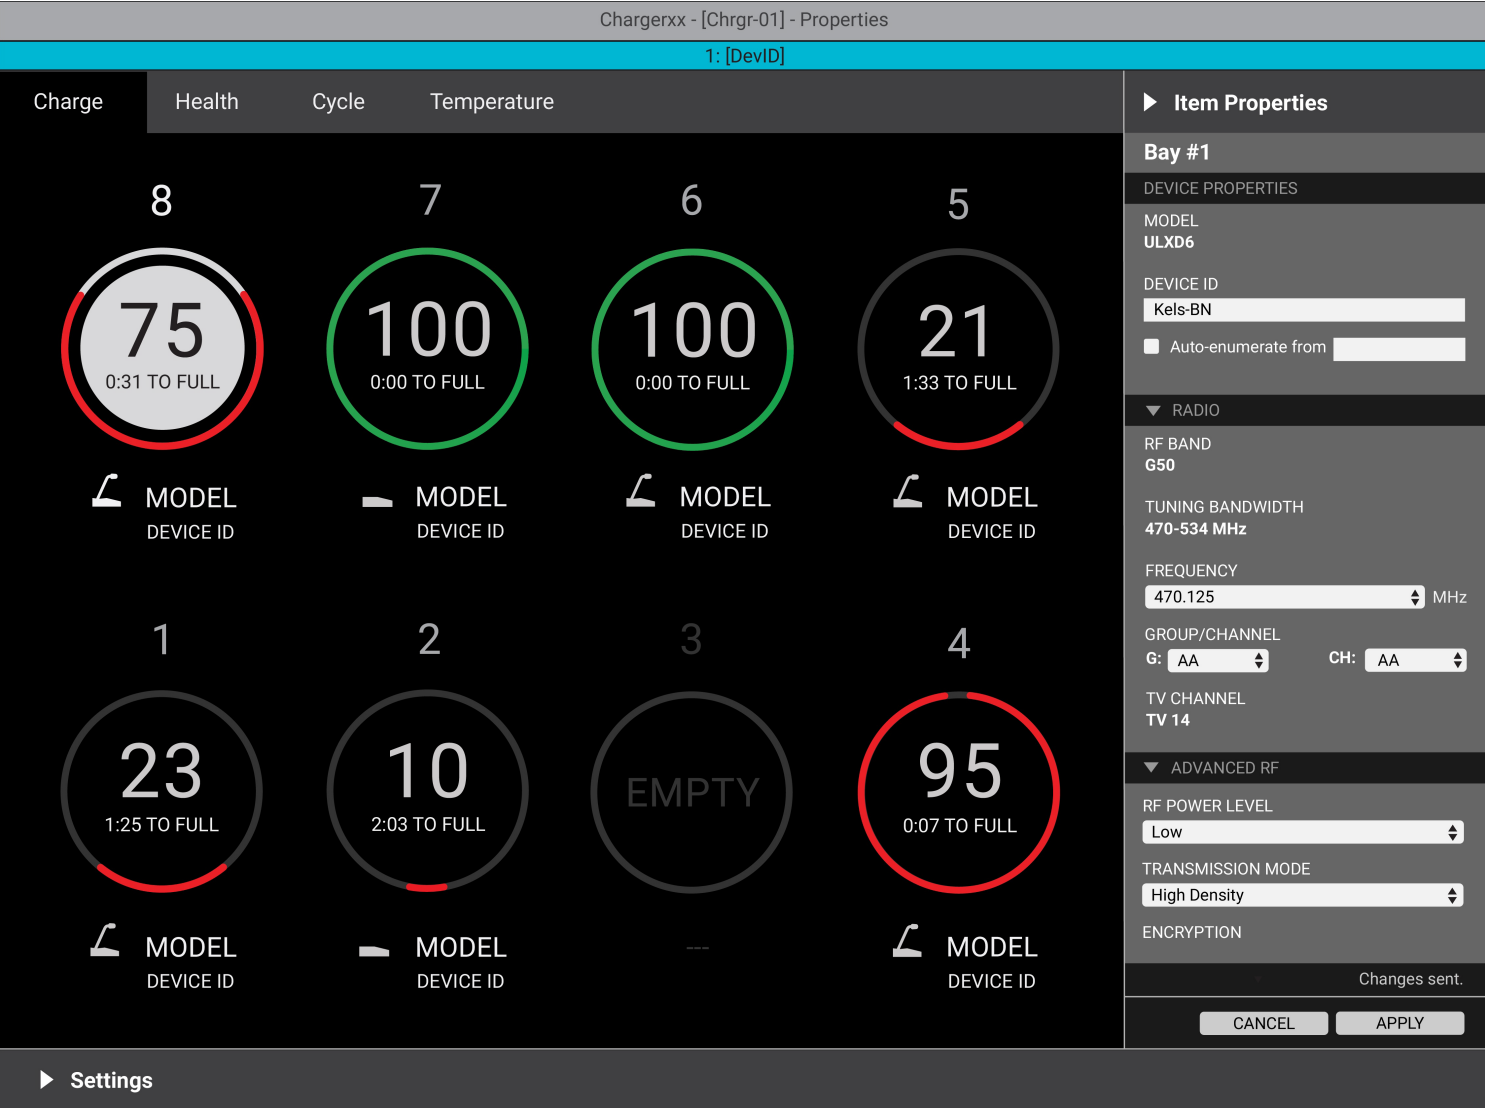 Chargerxx - [Chrgr-01] - Properties
1: [DevID]
Charge Health Cycle Temperature
8 7 6 5
75 100 100 21
0:31 TO FULL 0:00 TO FULL 0:00 TO FULL 1:33 TO FULL
MODEL MODEL MODEL MODEL
DEVICE ID DEVICE ID DEVICE ID DEVICE ID
1 2 3 4
23 10 EMPTY 95
1:25 TO FULL 2:03 TO FULL 0:07 TO FULL
MODEL MODEL --- MODEL
DEVICE ID DEVICE ID DEVICE ID
Settings
Item Properties
Bay #1
DEVICE PROPERTIES
MODEL
ULXD6
DEVICE ID
Kels-BN
Auto-enumerate from
RADIO
RF BAND
G50
TUNING BANDWIDTH
470-534 MHz
FREQUENCY
470.125 MHz
GROUP/CHANNEL
G: AA CH: AA
TV CHANNEL
TV 14
ADVANCED RF
RF POWER LEVEL
Low
TRANSMISSION MODE
High Density
ENCRYPTION
Changes sent.
CANCEL APPLY